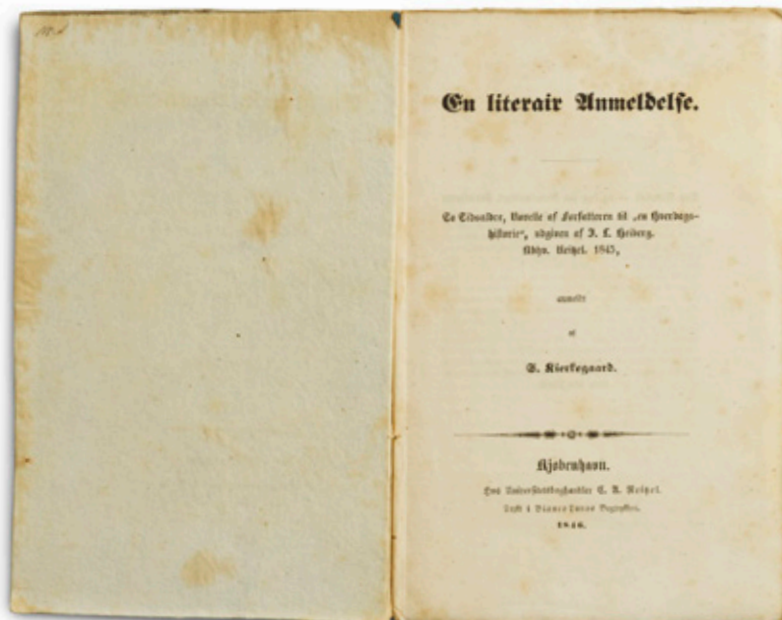 En literair Anmeldelse.
To Tidsaldre, Novelle af Forfatteren til „en Hverdags-
historie“, udgiven af J. L. Heiberg.
Kbhvn. Reitzel. 1845,
anmeldt
af
S. Kierkegaard.
Kjøbenhavn.
Hos Universitetsboghandler C. A. Reitzel.
Trykt i Bianco Lunos Bogtrykkeri.
1846.